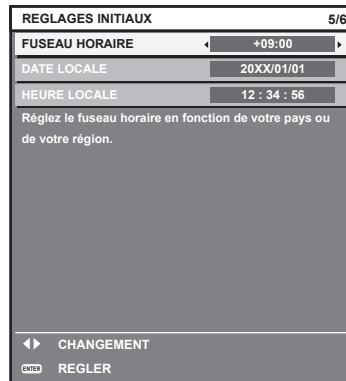 REGLAGES INITIAUX 5/6
FUSEAU HORAIRE +09:00
DATE LOCALE 20XX/01/01
HEURE LOCALE 12 : 34 : 56
Réglez le fuseau horaire en fonction de votre pays ou
de votre région.
CHANGEMENT
ENTER REGLER